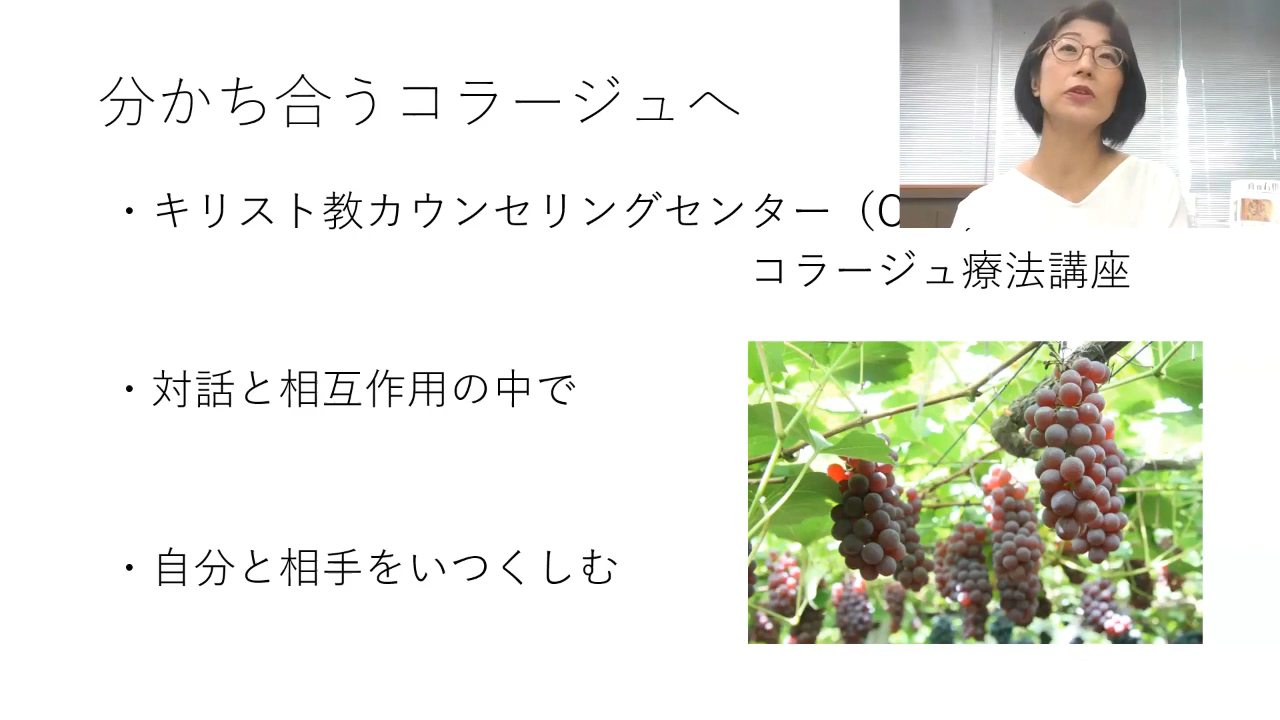 分かち合うコラージュへ
・キリスト教カウンセリングセンター（C
コラージュ療法講座
・対話と相互作用の中で
・自分と相手をいつくしむ